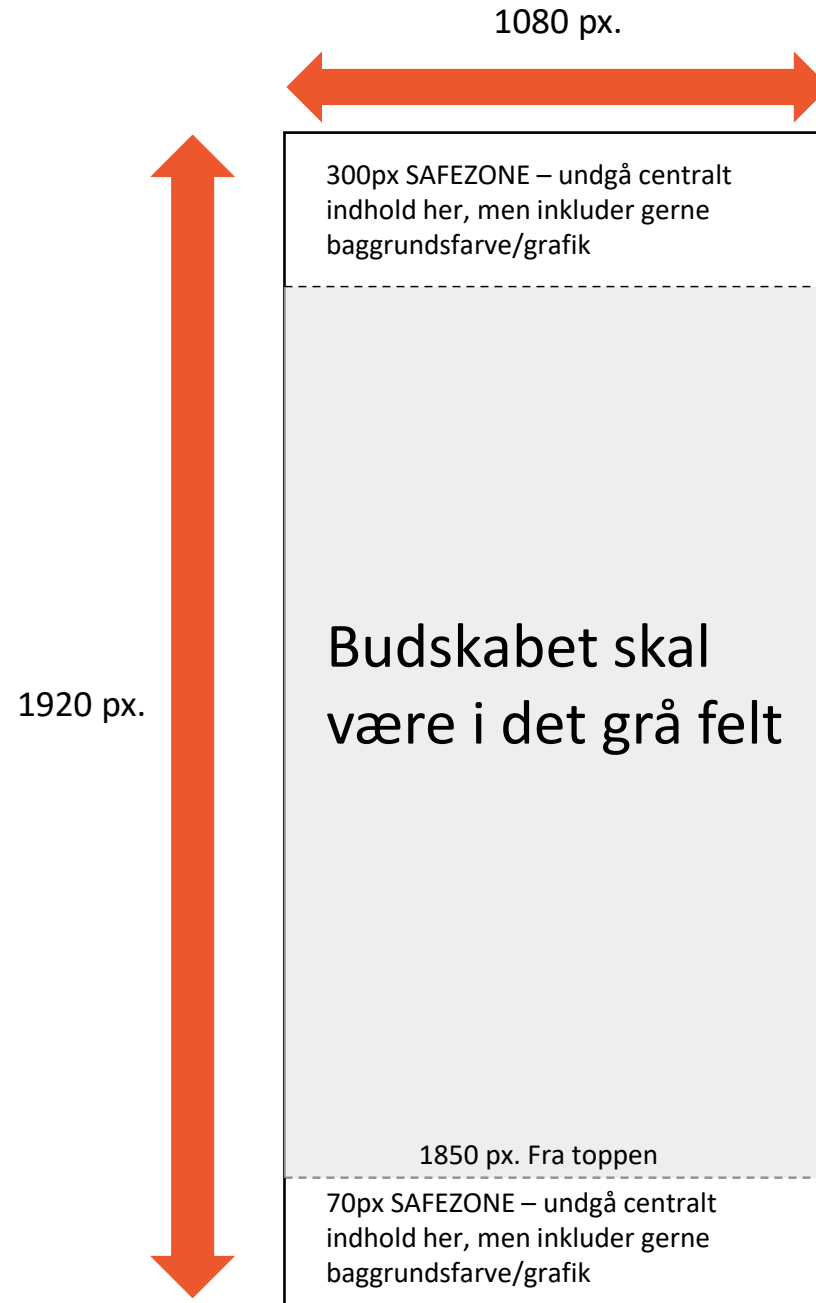 1080 px.
300px SAFEZONE – undgå centralt
indhold her, men inkluder gerne
baggrundsfarve/grafik
Budskabet skal
være i det grå felt
1920 px.
1850 px. Fra toppen
70px SAFEZONE – undgå centralt
indhold her, men inkluder gerne
baggrundsfarve/grafik